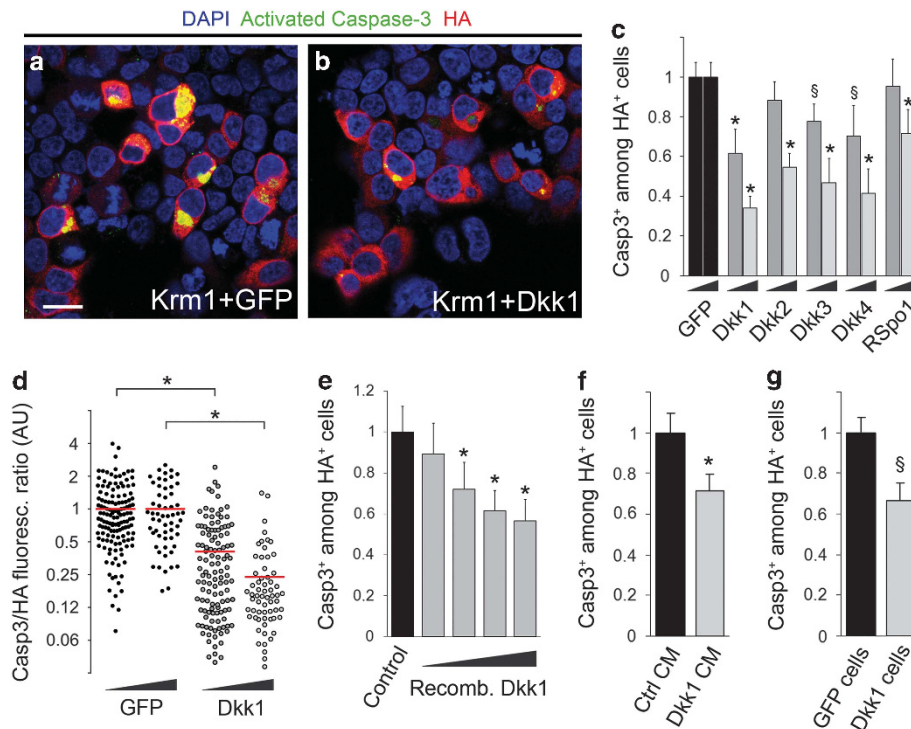 DAPI Activated Caspase-3 HA
a
b
Krm1+GFP
Krm1+Dkk1
c
Casp3+ among HA+ cells
1
0.8
0.6
0.4
0.2
0
* * * § * § * *
GFP Dkk1 Dkk2 Dkk3 Dkk4 RSpo1
d
Casp3/HA fluoresc. ratio (AU)
* *
4
2
1
0.5
0.25
0.12
0.06
GFP Dkk1
e
Casp3+ among HA+ cells
1.2
1
0.8
0.6
0.4
0.2
0
* * *
Control
Recomb. Dkk1
f
Casp3+ among HA+ cells
1
0.8
0.6
0.4
0.2
0
*
Ctrl CM Dkk1 CM
g
Casp3+ among HA+ cells
1
0.8
0.6
0.4
0.2
0
§
GFP cells Dkk1 cells